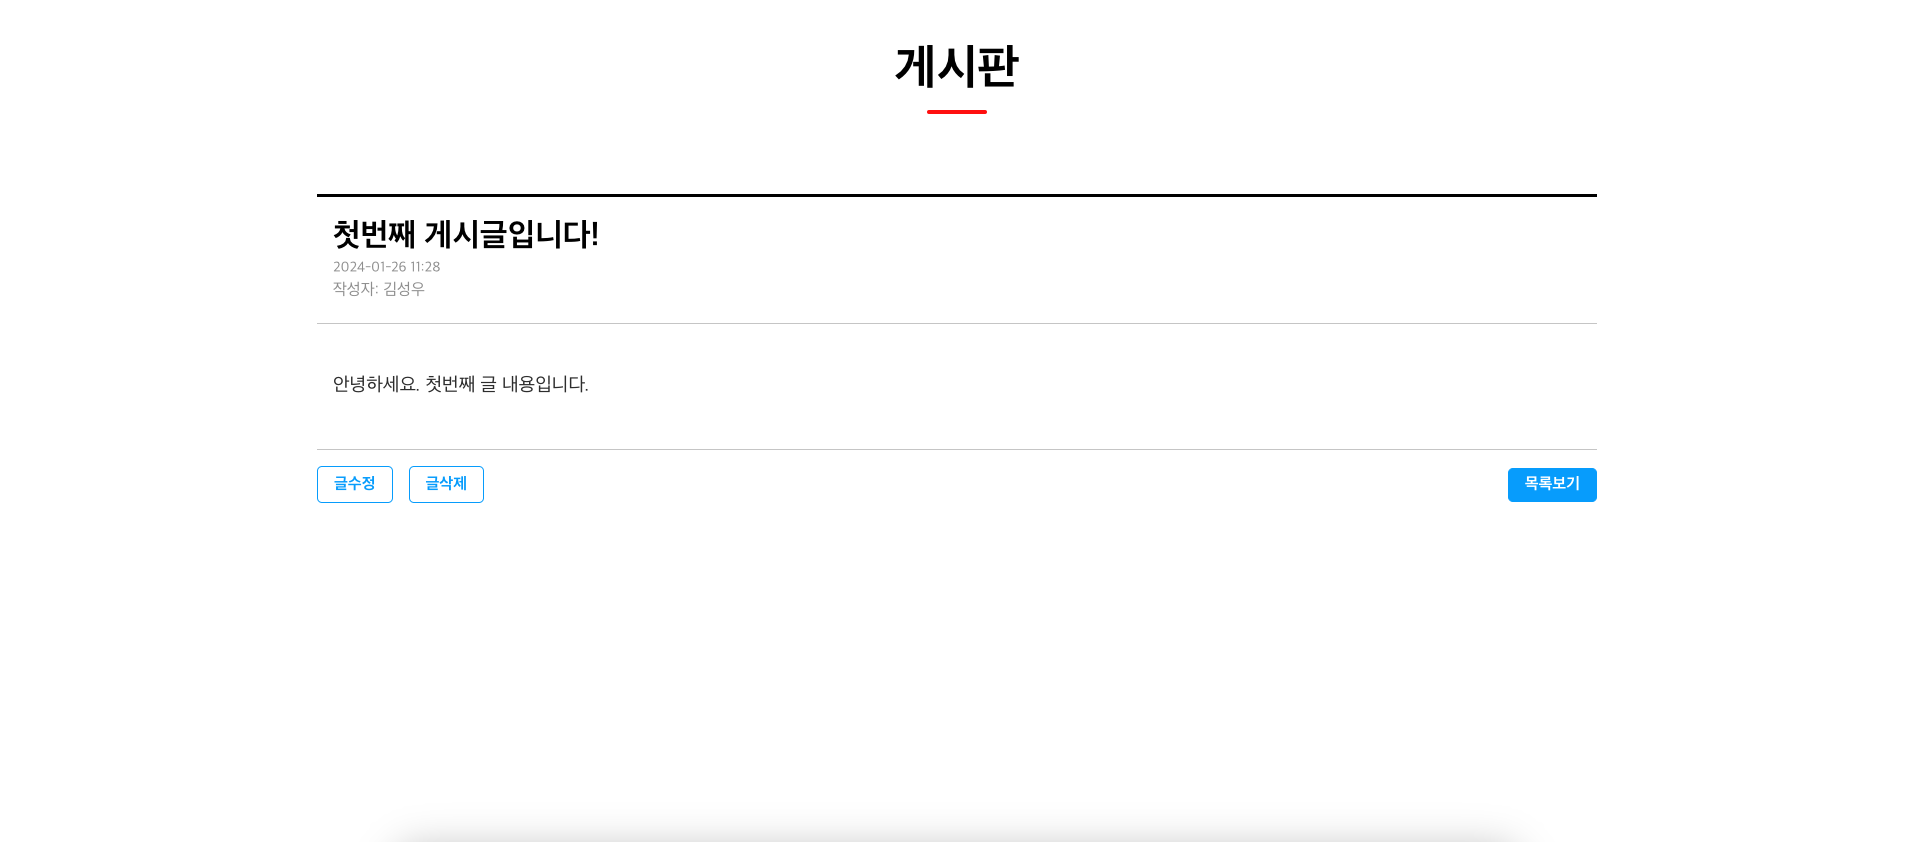 게시판
첫번째 게시글입니다!
2024-01-26 11:28
작성자: 김성우
안녕하세요. 첫번째 글 내용입니다.
글수정 글삭제 목록보기